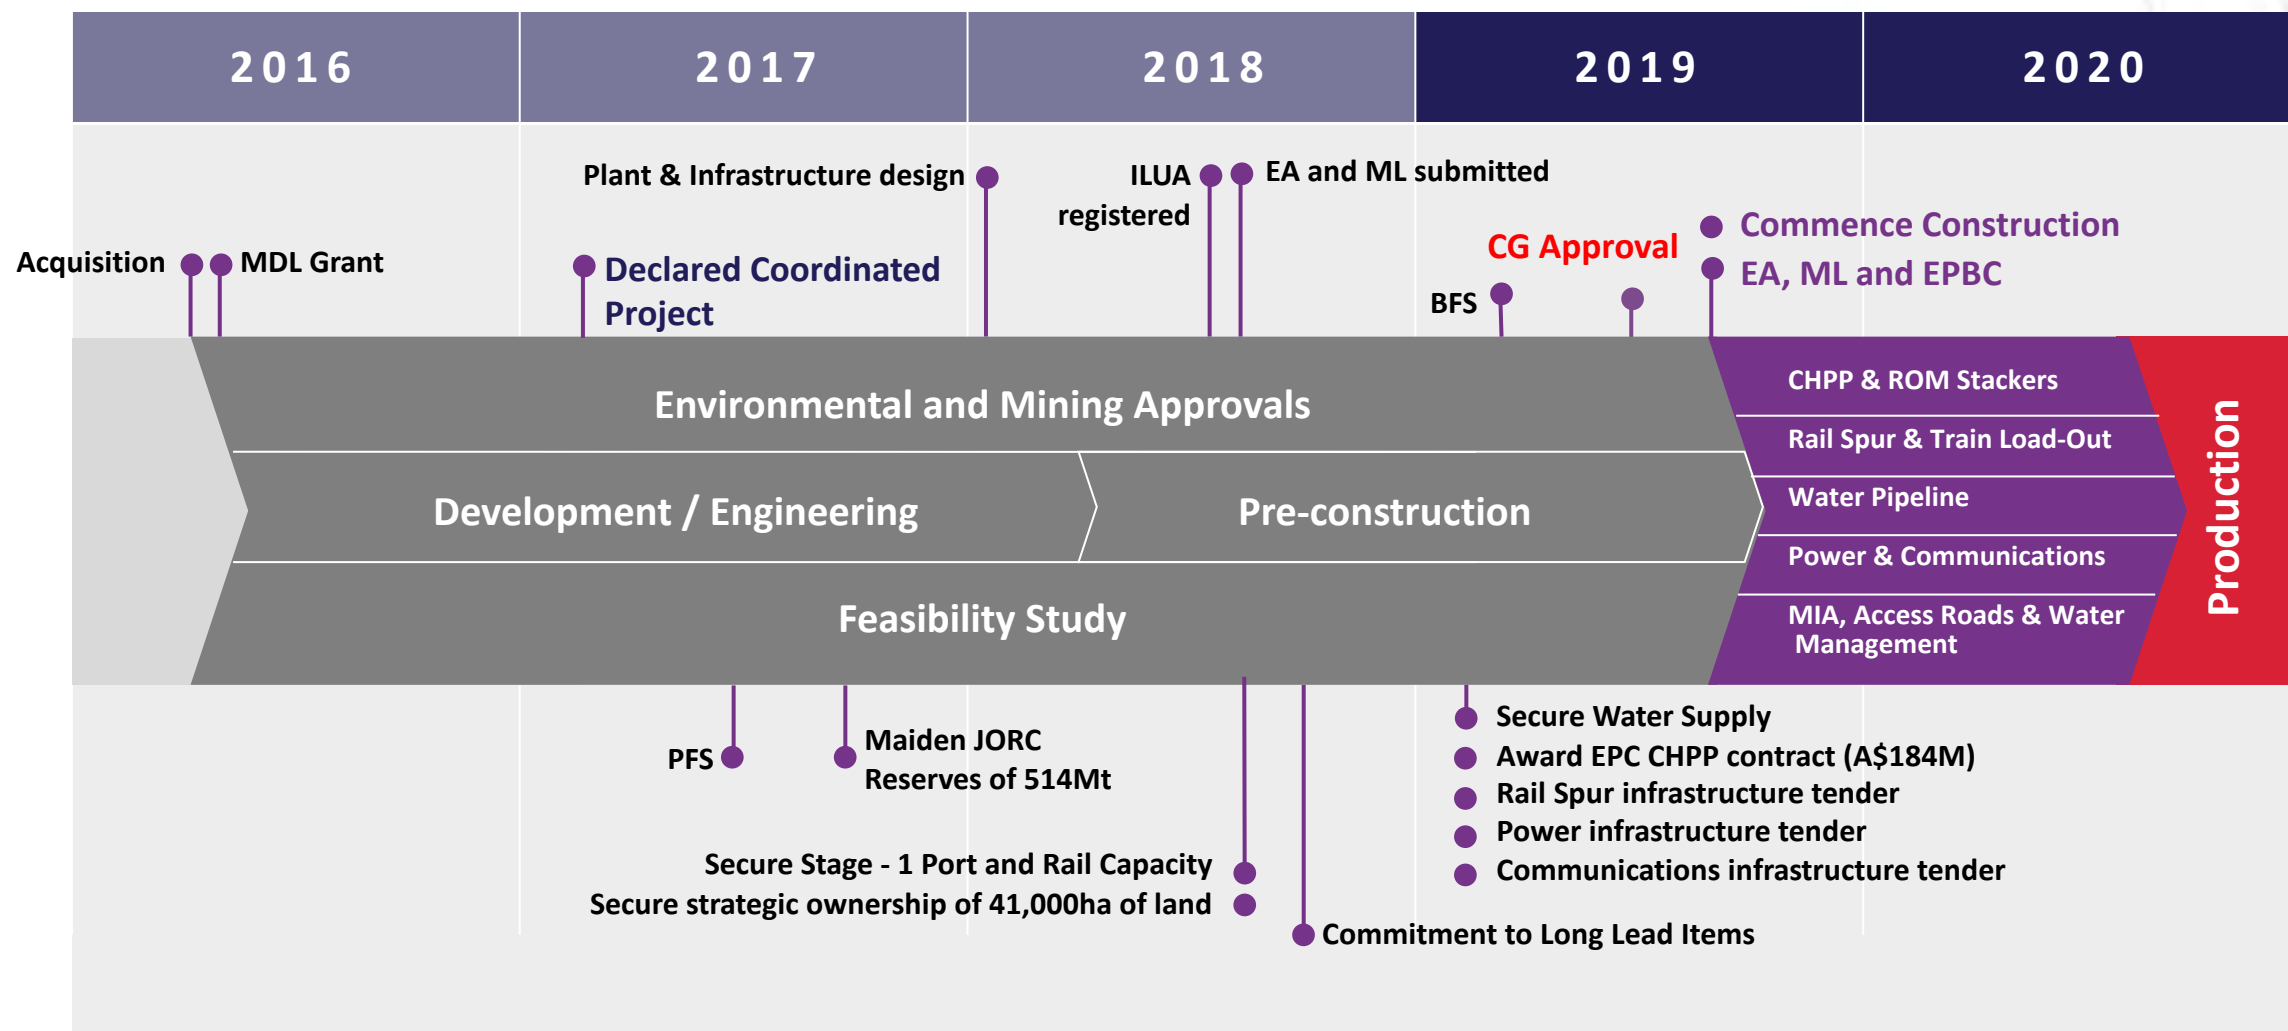 2016
2017
2018
2019
2020
Plant & Infrastructure design
ILUA
registered
EA and ML submitted
Acquisition
MDL Grant
Declared Coordinated
Project
BFS
CG Approval
Commence Construction
EA, ML and EPBC
Environmental and Mining Approvals
Development / Engineering
Pre-construction
Feasibility Study
CHPP & ROM Stackers
Rail Spur & Train Load-Out
Water Pipeline
Power & Communications
MIA, Access Roads & Water
Management
Production
PFS
Maiden JORC
Reserves of 514Mt
Secure Stage - 1 Port and Rail Capacity
Secure strategic ownership of 41,000ha of land
Commitment to Long Lead Items
Secure Water Supply
Award EPC CHPP contract (A$184M)
Rail Spur infrastructure tender
Power infrastructure tender
Communications infrastructure tender